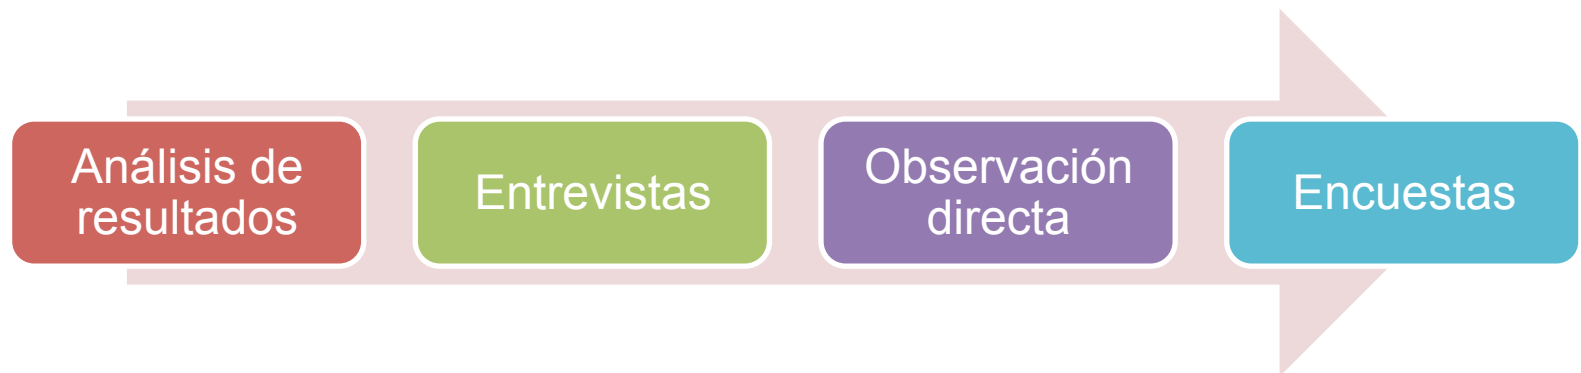 Análisis de
resultados
Entrevistas
Observación
directa
Encuestas